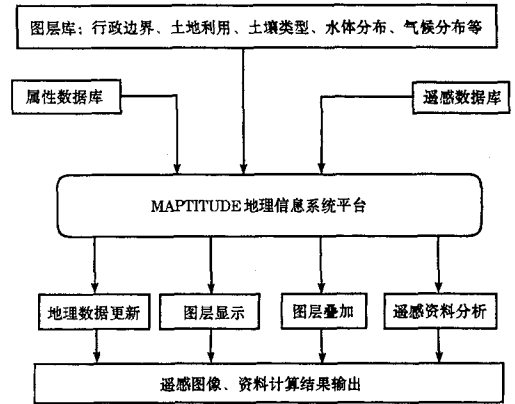 图层库：行政边界、土地利用、土壤类型、水体分布、气候分布等
属性数据库
遥感数据库
MAPTITUDE地理信息系统平台
地理数据更新
图层显示
图层叠加
遥感资料分析
遥感图像、资料计算结果输出